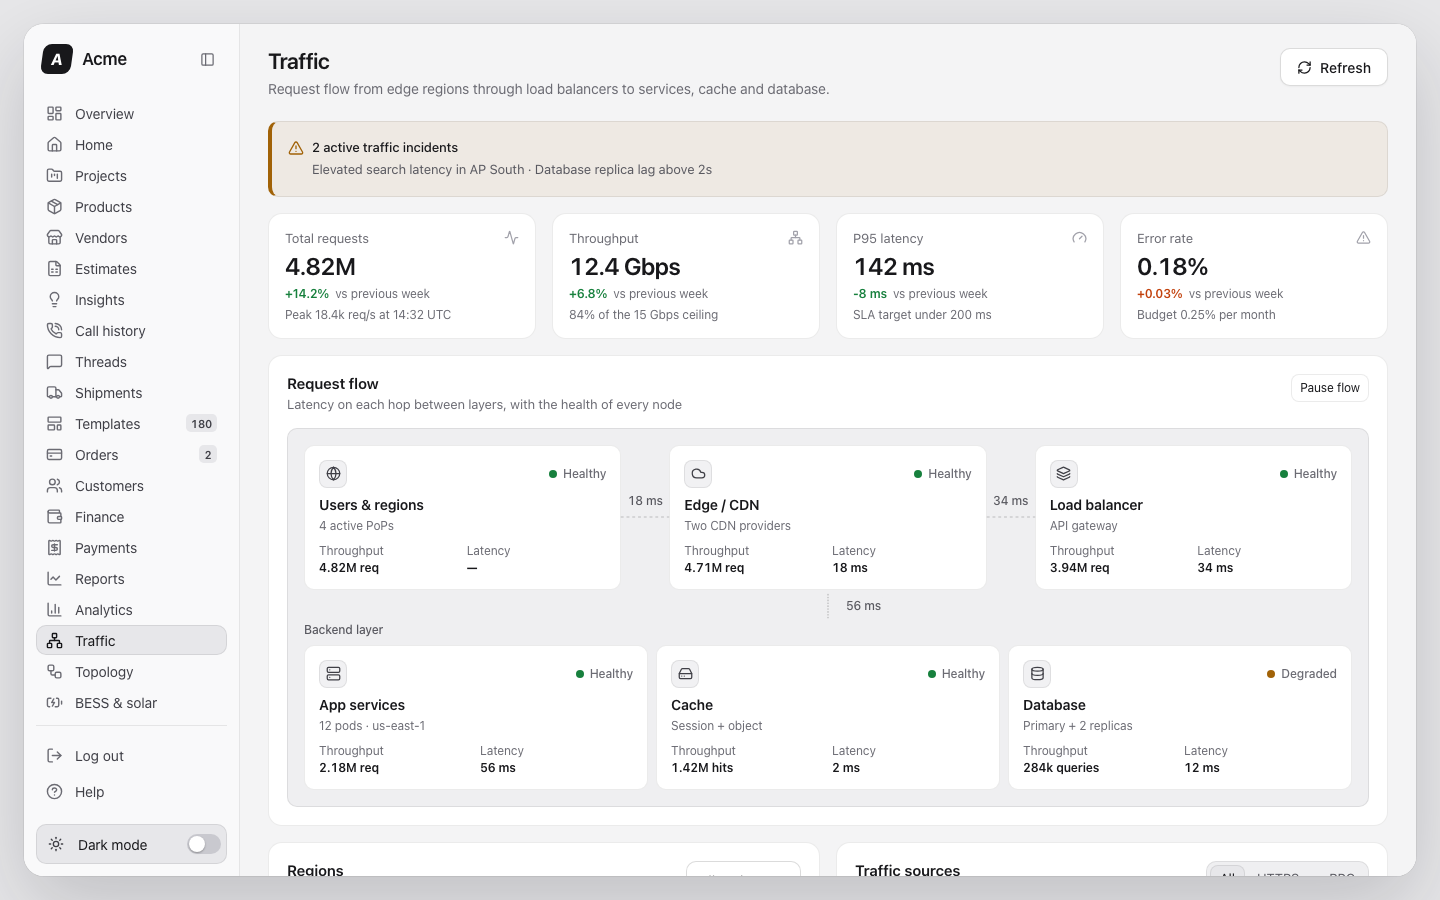 A Acme
Overview
Home
Projects
Products
Vendors
Estimates
Insights
Call history
Threads
Shipments
Templates 180
Orders 2
Customers
Finance
Payments
Reports
Analytics
Traffic
Topology
BESS & solar
Log out
Help
Dark mode
Traffic
Request flow from edge regions through load balancers to services, cache and database.
Refresh
2 active traffic incidents
Elevated search latency in AP South · Database replica lag above 2s
Total requests
4.82M
+14.2% vs previous week
Peak 18.4k req/s at 14:32 UTC
Throughput
12.4 Gbps
+6.8% vs previous week
84% of the 15 Gbps ceiling
P95 latency
142 ms
-8 ms vs previous week
SLA target under 200 ms
Error rate
0.18%
+0.03% vs previous week
Budget 0.25% per month
Request flow
Latency on each hop between layers, with the health of every node
Pause flow
Healthy
Users & regions
4 active PoPs
Throughput Latency
4.82M req —
18 ms
Healthy
Edge / CDN
Two CDN providers
Throughput Latency
4.71M req 18 ms
34 ms
Healthy
Load balancer
API gateway
Throughput Latency
3.94M req 34 ms
56 ms
Backend layer
Healthy
App services
12 pods · us-east-1
Throughput Latency
2.18M req 56 ms
Healthy
Cache
Session + object
Throughput Latency
1.42M hits 2 ms
Degraded
Database
Primary + 2 replicas
Throughput Latency
284k queries 12 ms
Regions
Traffic sources
All HTTPS